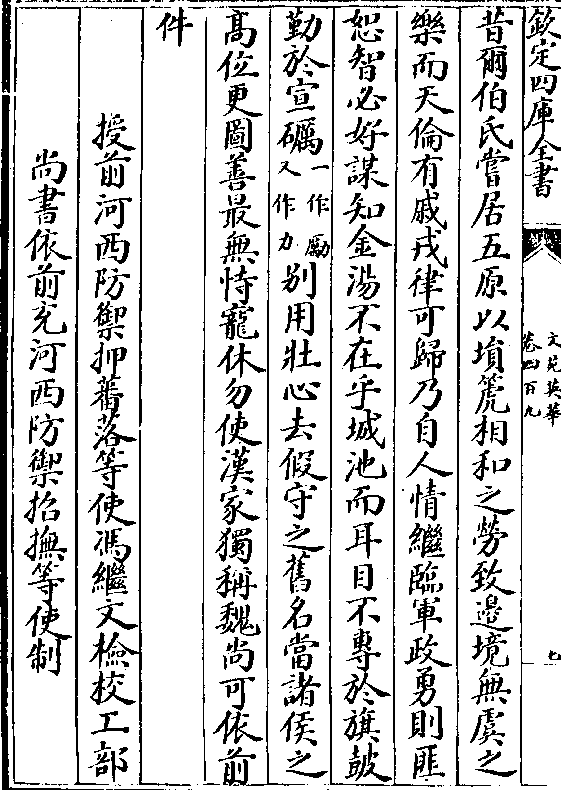 欽定四庫全書
文苑英華
卷四百九
七
昔爾伯氏嘗居五原以塤箎相和之勞致邊境無虞之
樂而天倫有戚戎律可歸乃自人情繼臨軍政勇則匪
恕智必好謀知金湯不在乎城池而耳目不專於旗鼓
勤於宣礪一作勵又作力别用壯心去假守之舊名當諸侯之
髙位更圖善最無恃寵休勿使漢家獨稱魏尚可依前
件
授前河西防禦押蕃落等使馮繼文檢校工部
尚書依前充河西防禦招撫等使制